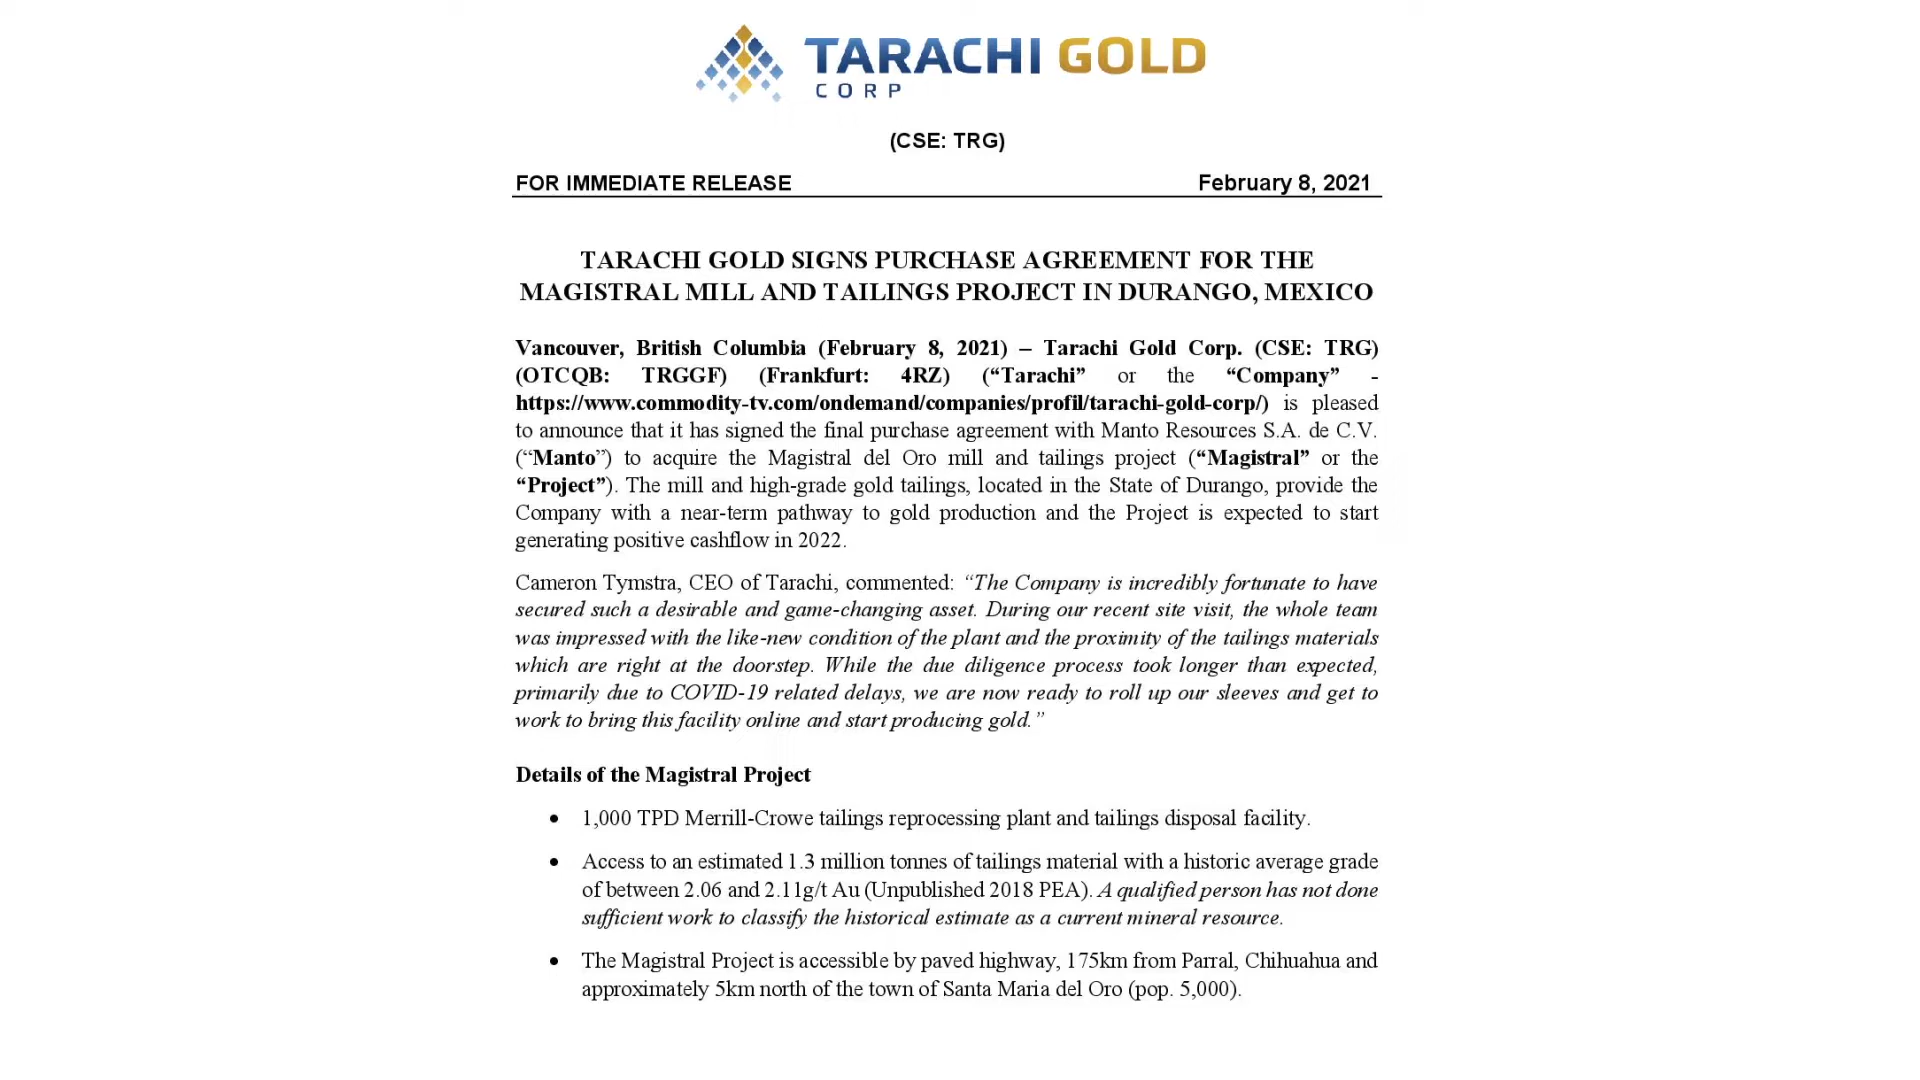 TARACHI GOLD
CORP
(CSE: TRG)
FOR IMMEDIATE RELEASE February 8, 2021
TARACHI GOLD SIGNS PURCHASE AGREEMENT FOR THE
MAGISTRAL MILL AND TAILINGS PROJECT IN DURANGO, MEXICO
Vancouver, British Columbia (February 8, 2021) – Tarachi Gold Corp. (CSE: TRG)
(OTCQB: TRGGF) (Frankfurt: 4RZ) (“Tarachi” or the “Company” -
https://www.commodity-tv.com/ondemand/companies/profil/tarachi-gold-corp/) is pleased
to announce that it has signed the final purchase agreement with Manto Resources S.A. de C.V.
(“Manto”) to acquire the Magistral del Oro mill and tailings project (“Magistral” or the
“Project”). The mill and high-grade gold tailings, located in the State of Durango, provide the
Company with a near-term pathway to gold production and the Project is expected to start
generating positive cashflow in 2022.
Cameron Tymstra, CEO of Tarachi, commented: “The Company is incredibly fortunate to have
secured such a desirable and game-changing asset. During our recent site visit, the whole team
was impressed with the like-new condition of the plant and the proximity of the tailings materials
which are right at the doorstep. While the due diligence process took longer than expected,
primarily due to COVID-19 related delays, we are now ready to roll up our sleeves and get to
work to bring this facility online and start producing gold.”
Details of the Magistral Project
• 1,000 TPD Merrill-Crowe tailings reprocessing plant and tailings disposal facility.
• Access to an estimated 1.3 million tonnes of tailings material with a historic average grade
of between 2.06 and 2.11g/t Au (Unpublished 2018 PEA). A qualified person has not done
sufficient work to classify the historical estimate as a current mineral resource.
• The Magistral Project is accessible by paved highway, 175km from Parral, Chihuahua and
approximately 5km north of the town of Santa Maria del Oro (pop. 5,000).